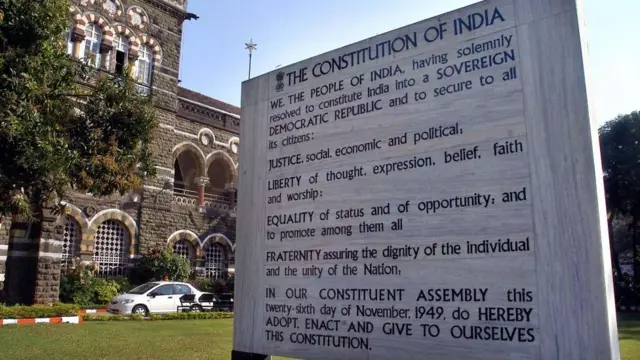 THE CONSTITUTION OF INDIA
WE, THE PEOPLE OF INDIA, having solemnly
resolved to constitute India into a SOVEREIGN
DEMOCRATIC REPUBLIC and to secure to all
its citizens:
JUSTICE, social, economic and political;
LIBERTY of thought, expression, belief, faith
and worship;
EQUALITY of status and of opportunity; and
to promote among them all
FRATERNITY assuring the dignity of the individual
and the unity of the Nation;
IN OUR CONSTITUENT ASSEMBLY this
twenty-sixth day of November, 1949, do HEREBY
ADOPT, ENACT AND GIVE TO OURSELVES
THIS CONSTITUTION.